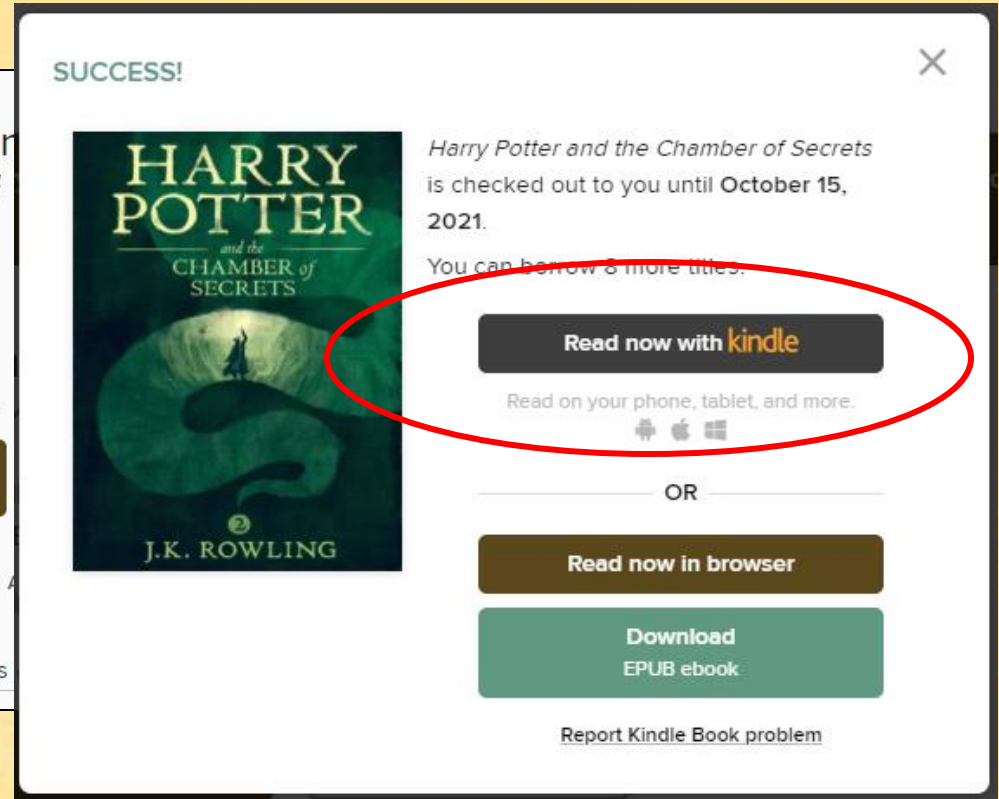 SUCCESS!
HARRY
POTTER
and the
CHAMBER of
SECRETS
2
J.K. ROWLING
Harry Potter and the Chamber of Secrets
is checked out to you until October 15,
2021.
You can borrow 8 more titles.
Read now with kindle
Read on your phone, tablet, and more.
OR
Read now in browser
Download
EPUB ebook
Report Kindle Book problem